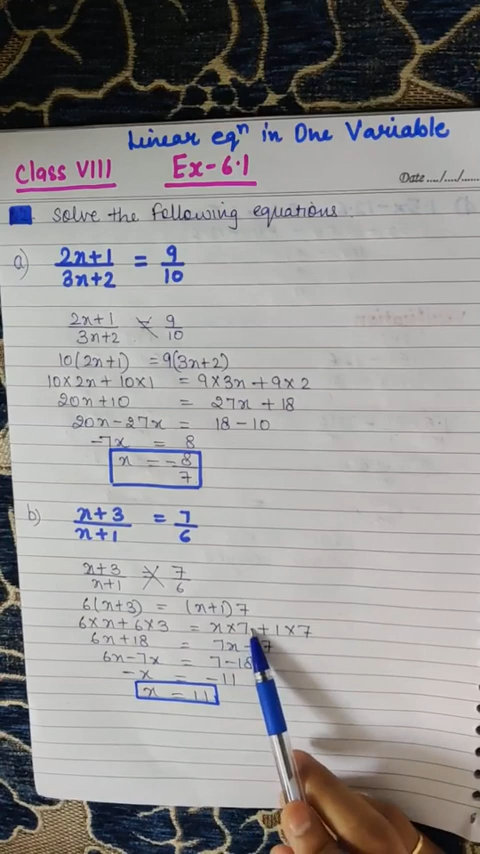 Linear eqⁿ in One Variable
Class VIII Ex-6.1
Date ..../..../......
Solve the following equations
a) 2x+1/3x+2 = 9/10
2x+1/3x+2 = 9/10
10(2x+1) = 9(3x+2)
10×2x+10×1 = 9×3x+9×2
20x+10 = 27x+18
20x-27x = 18-10
-7x = 8
x = -8/7
b) x+3/x+1 = 7/6
x+3/x+1 = 7/6
6(x+3) = (x+1)7
6×x+6×3 = x×7+1×7
6x+18 = 7x 7
6x-7x = 7-18
-x = -11
x = 11